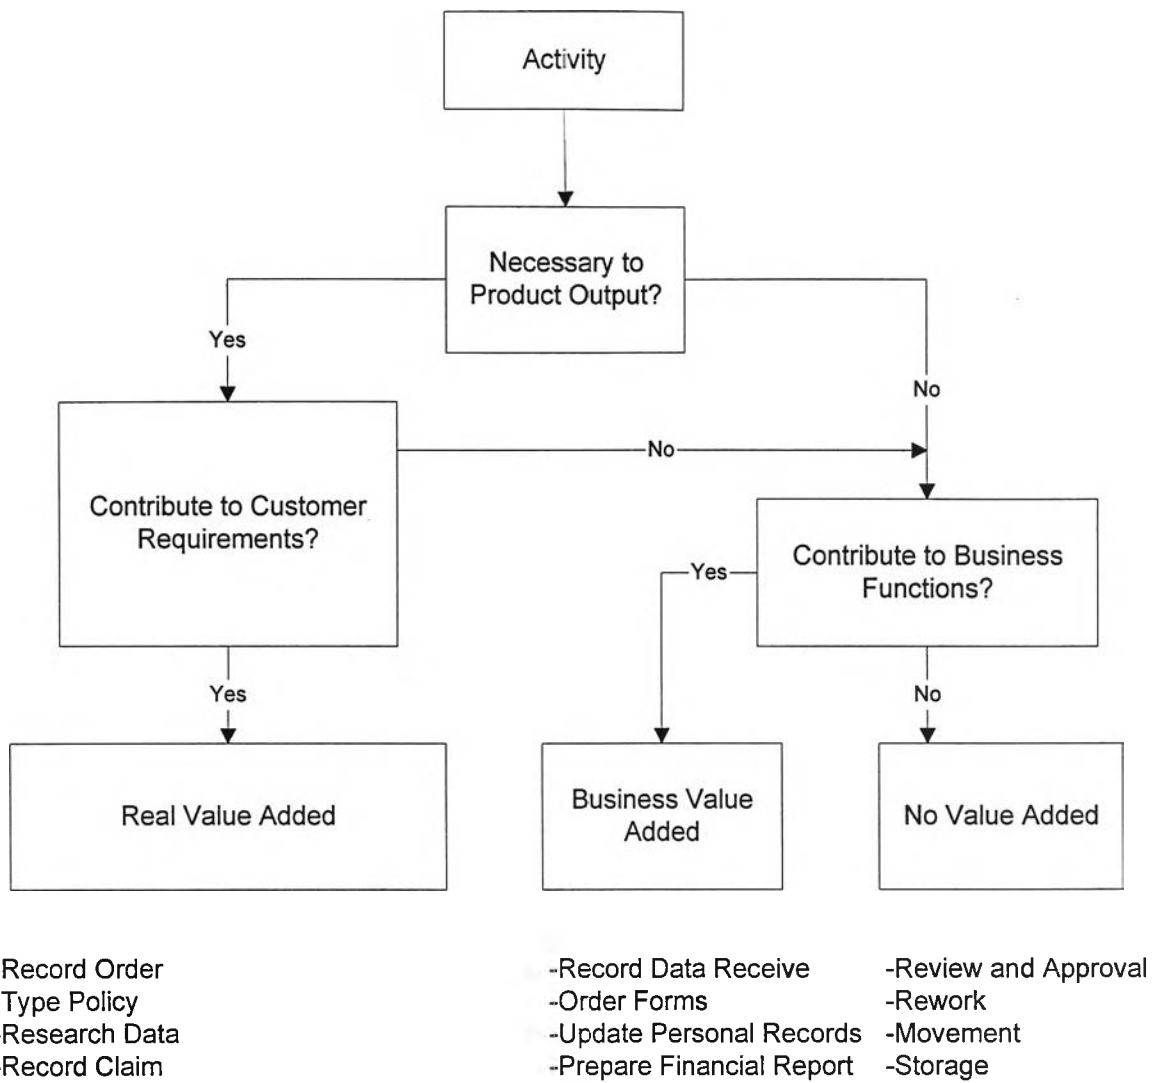 Activity
Necessary to
Product Output?
Yes
No
No
Contribute to Customer
Requirements?
Contribute to Business
Functions?
Yes
Yes
No
Real Value Added
Business Value
Added
No Value Added
Record Order
Type Policy
-Research Data
-Record Claim
-Record Data Receive
-Order Forms
-Update Personal Records
-Prepare Financial Report
-Review and Approval
-Rework
-Movement
-Storage